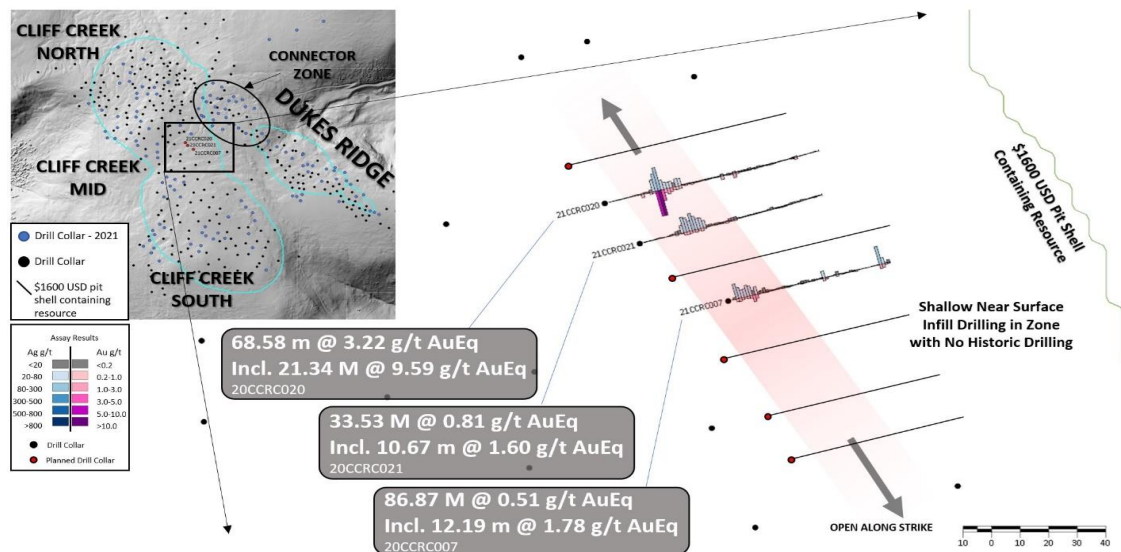 CLIFF CREEK
NORTH
CONNECTOR
ZONE
DUKES RIDGE
21CCRC020
21CCRC021
21CCRC007
CLIFF CREEK
MID
CLIFF CREEK
SOUTH
Drill Collar - 2021
Drill Collar
$1600 USD pit
shell containing
resource
Assay Results
Ag g/t
Au g/t
<20
<0.2
20-80
0.2-1.0
80-300
1.0-3.0
300-500
3.0-5.0
500-800
5.0-10.0
>800
>10.0
Drill Collar
Planned Drill Collar
21CCRC020
21CCRC021
21CCRC007
68.58 m @ 3.22 g/t AuEq
Incl. 21.34 M @ 9.59 g/t AuEq
20CCRC020
33.53 M @ 0.81 g/t AuEq
Incl. 10.67 m @ 1.60 g/t AuEq
20CCRC021
86.87 M @ 0.51 g/t AuEq
Incl. 12.19 m @ 1.78 g/t AuEq
20CCRC007
$1600 USD Pit Shell
Containing Resource
Shallow Near Surface
Infill Drilling in Zone
with No Historic Drilling
OPEN ALONG STRIKE
10 0 10 20 30 40